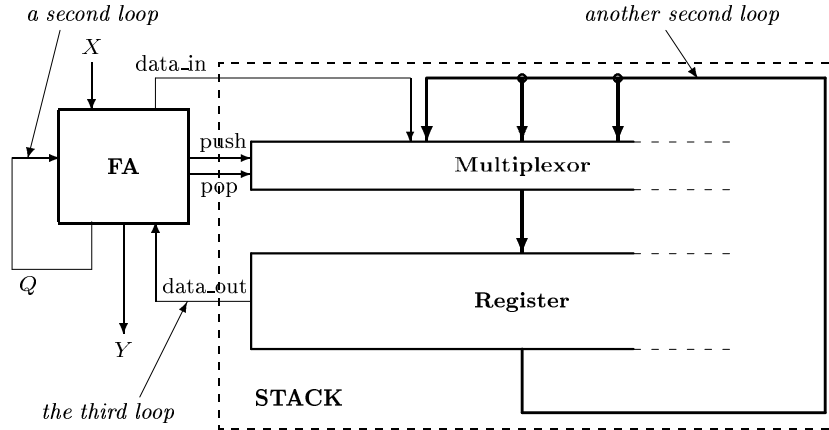 a second loop
another second loop
X
data_in
push
FA
Multiplexor
pop
Q
data_out
Register
Y
STACK
the third loop